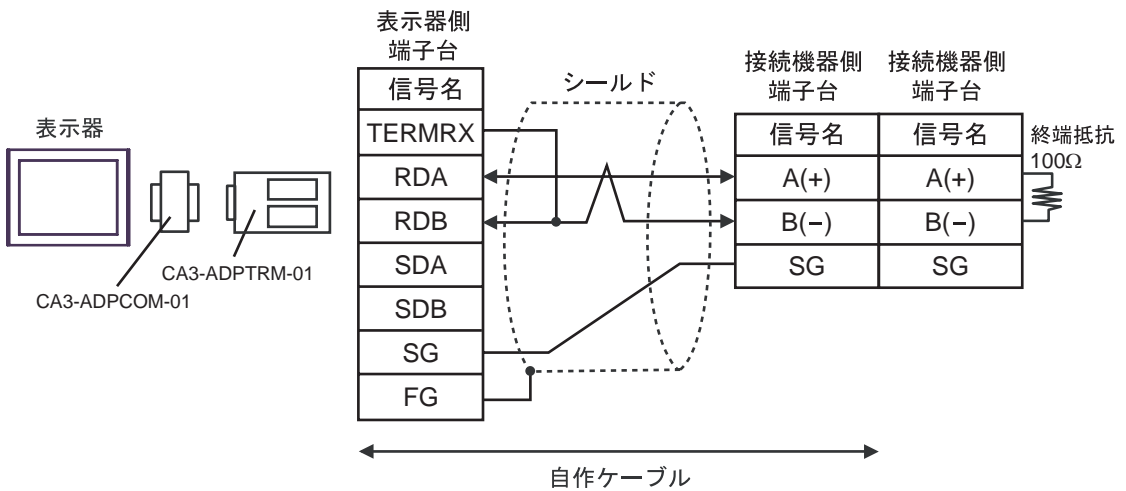 表示器
CA3-ADPTRM-01
CA3-ADPCOM-01
表示器側
端子台
信号名
TERMRX
RDA
RDB
SDA
SDB
SG
FG
シールド
接続機器側
端子台
信号名
A(+)
B(−)
SG
接続機器側
端子台
信号名
A(+)
B(−)
SG
終端抵抗
100Ω
自作ケーブル